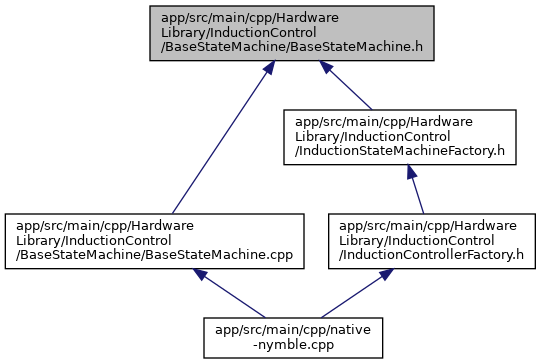 app/src/main/cpp/Hardware
Library/InductionControl
/BaseStateMachine/BaseStateMachine.h
app/src/main/cpp/Hardware
Library/InductionControl
/InductionStateMachineFactory.h
app/src/main/cpp/Hardware
Library/InductionControl
/BaseStateMachine/BaseStateMachine.cpp
app/src/main/cpp/Hardware
Library/InductionControl
/InductionControllerFactory.h
app/src/main/cpp/native
-nymble.cpp